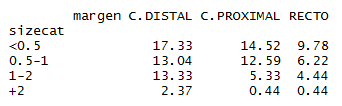 margen C.DISTAL C.PROXIMAL RECTO
sizecat
<0.5 17.33 14.52 9.78
0.5-1 13.04 12.59 6.22
1-2 13.33 5.33 4.44
+2 2.37 0.44 0.44